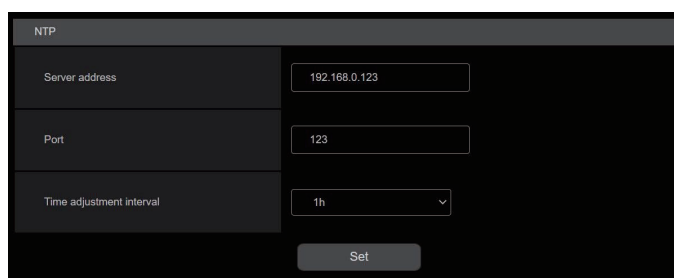 NTP
Server address 192.168.0.123
Port 123
Time adjustment interval 1h
Set